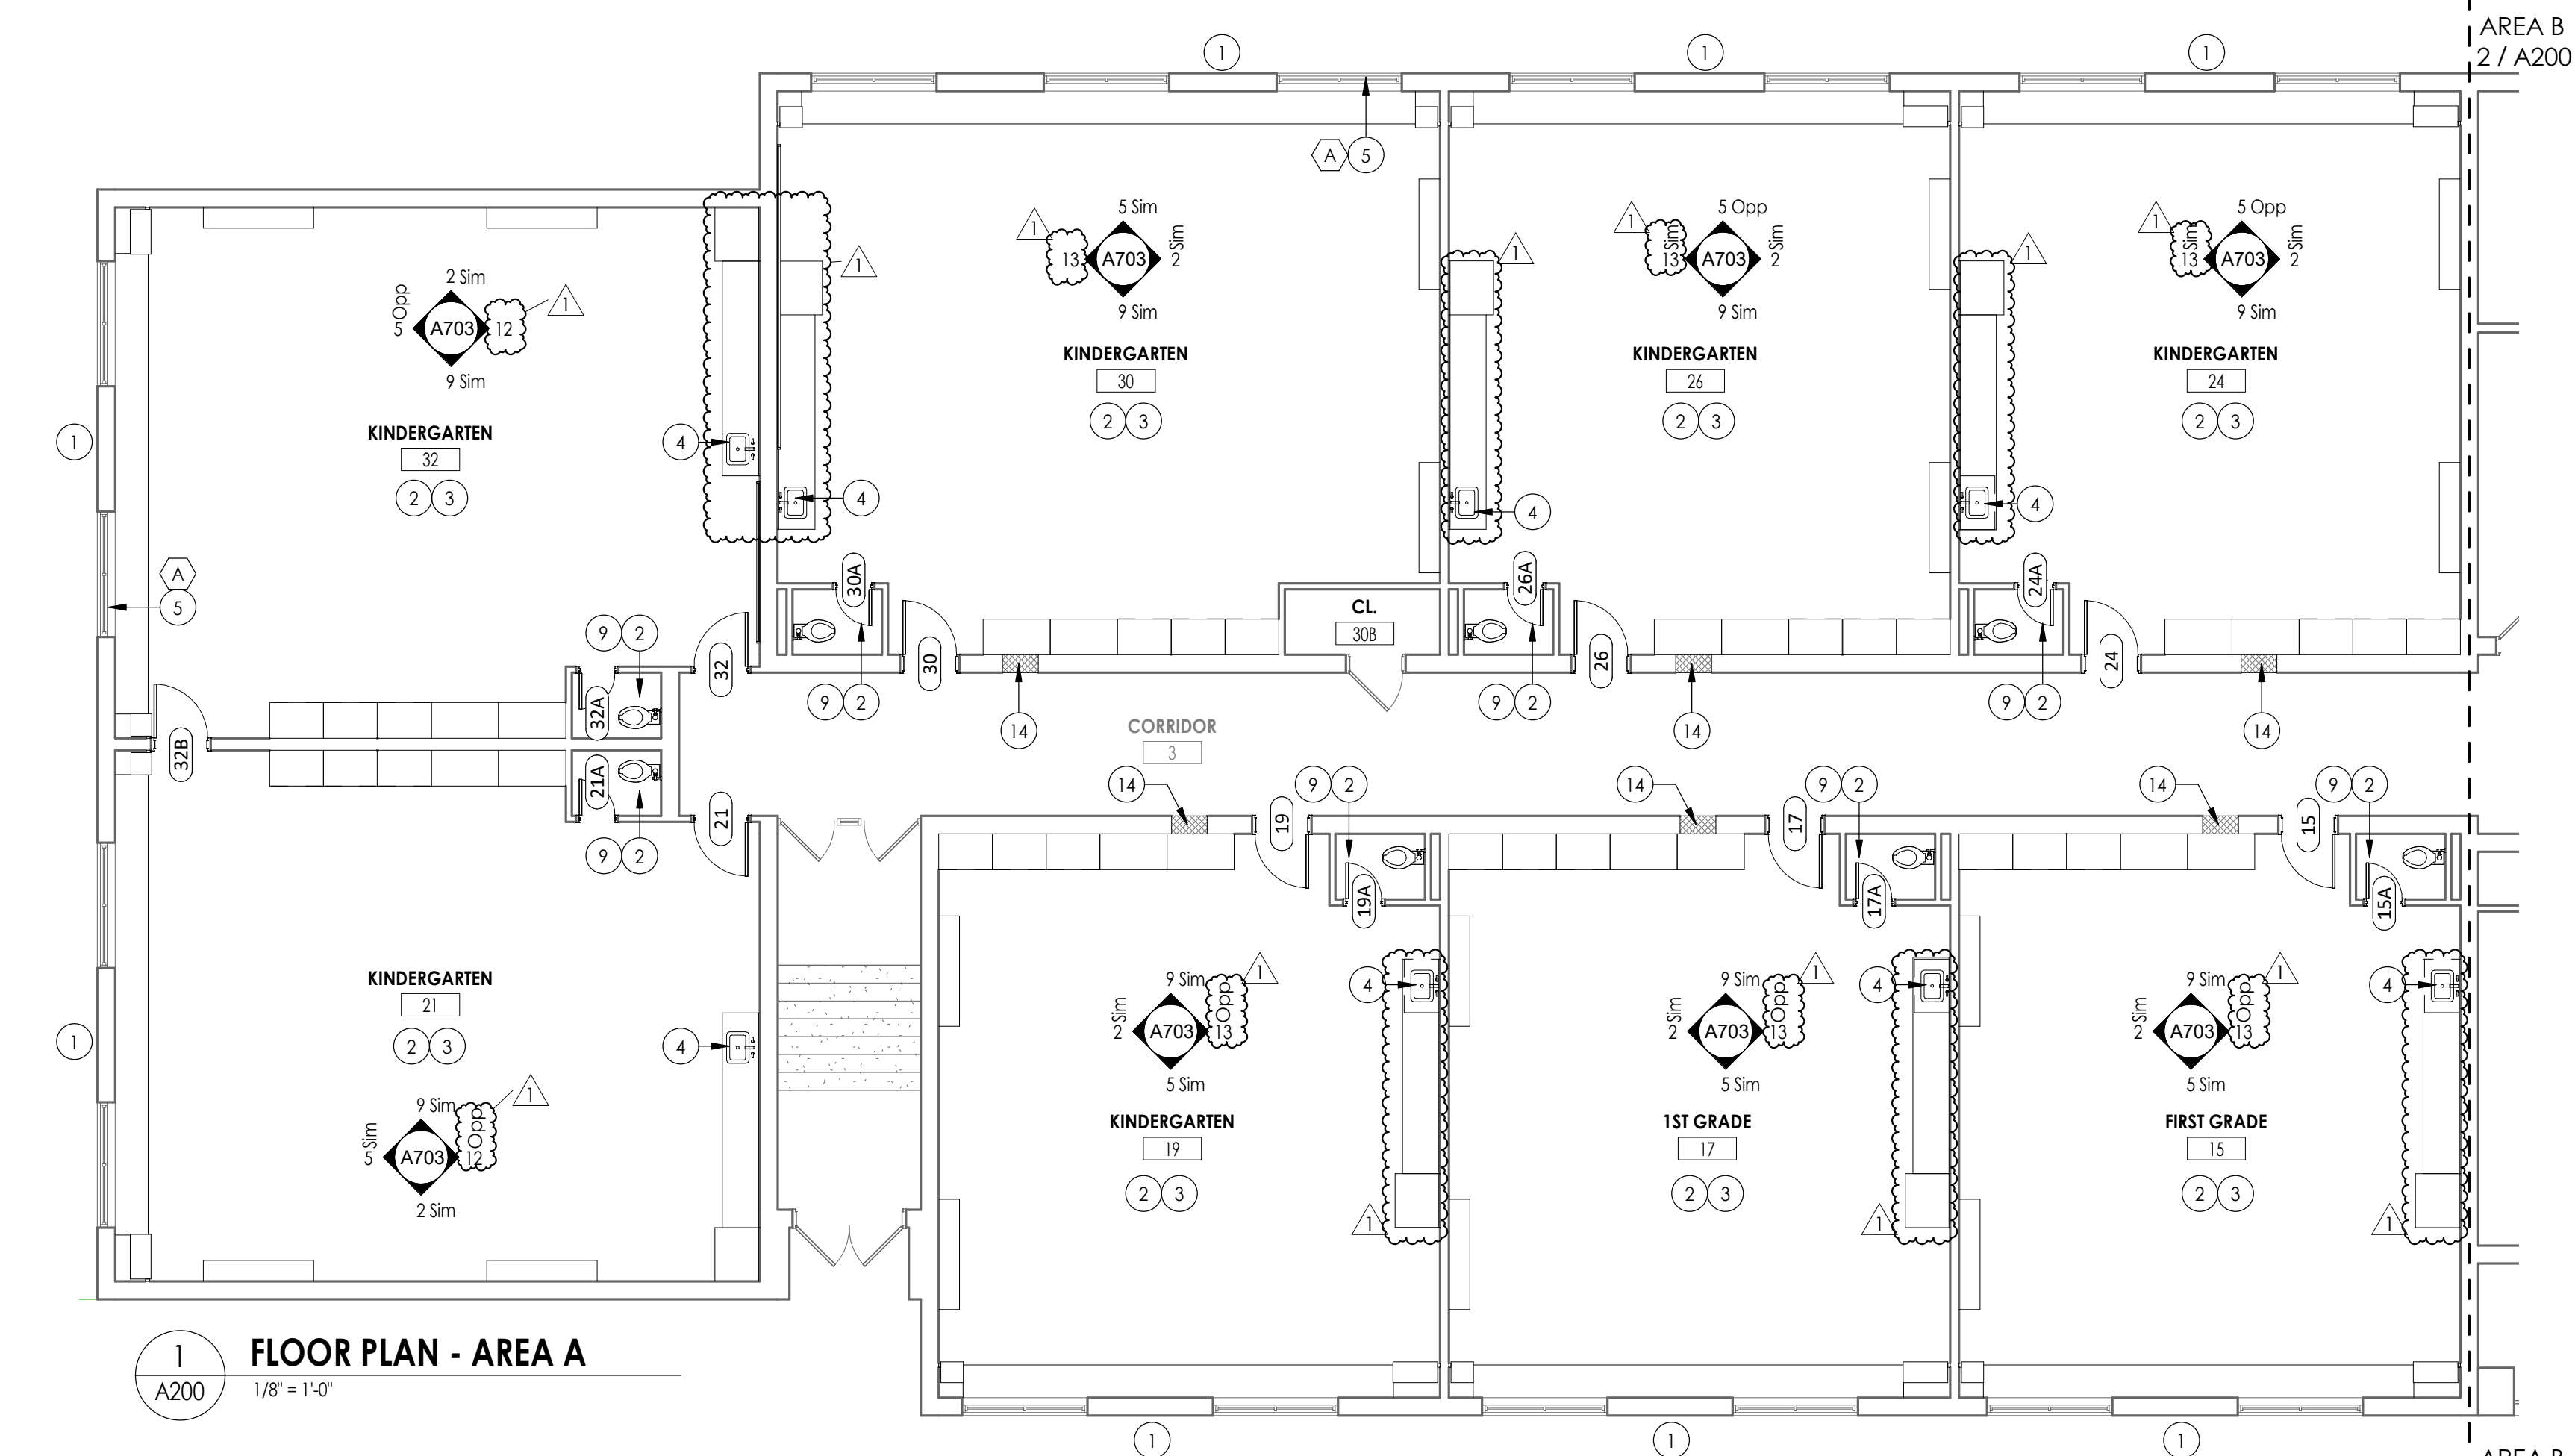 AREA B
2 / A200
1
1
1
A
5
1
5 Sim
13
A703
2 Sim
9 Sim
KINDERGARTEN
30
2 3
1
5 Opp
13 Sim
A703
2 Sim
9 Sim
KINDERGARTEN
26
2 3
1
5 Opp
13 Sim
A703
2 Sim
9 Sim
KINDERGARTEN
24
2 3
1
1
1
2 Sim
5 Opp
A703
12
1
9 Sim
KINDERGARTEN
32
2 3
1
4
4
4
4
A
5
9 2
32
32A
32B
30A
30
9 2
14
CL.
30B
26A
26
9 2
14
24A
24
9 2
14
CORRIDOR
3
21A
21
9 2
14
19
9 2
19A
14
17
9 2
17A
14
15
9 2
15A
KINDERGARTEN
21
2 3
1
4
9 Sim
5 Sim
A703
12 Opp
1
2 Sim
9 Sim
2 Sim
A703
13 Opp
1
5 Sim
KINDERGARTEN
19
2 3
4
1
9 Sim
2 Sim
A703
13 Opp
1
5 Sim
1ST GRADE
17
2 3
4
1
9 Sim
2 Sim
A703
13 Opp
1
5 Sim
FIRST GRADE
15
2 3
4
1
1
A200
FLOOR PLAN - AREA A
1/8" = 1'-0"
1
1
1
AREA B